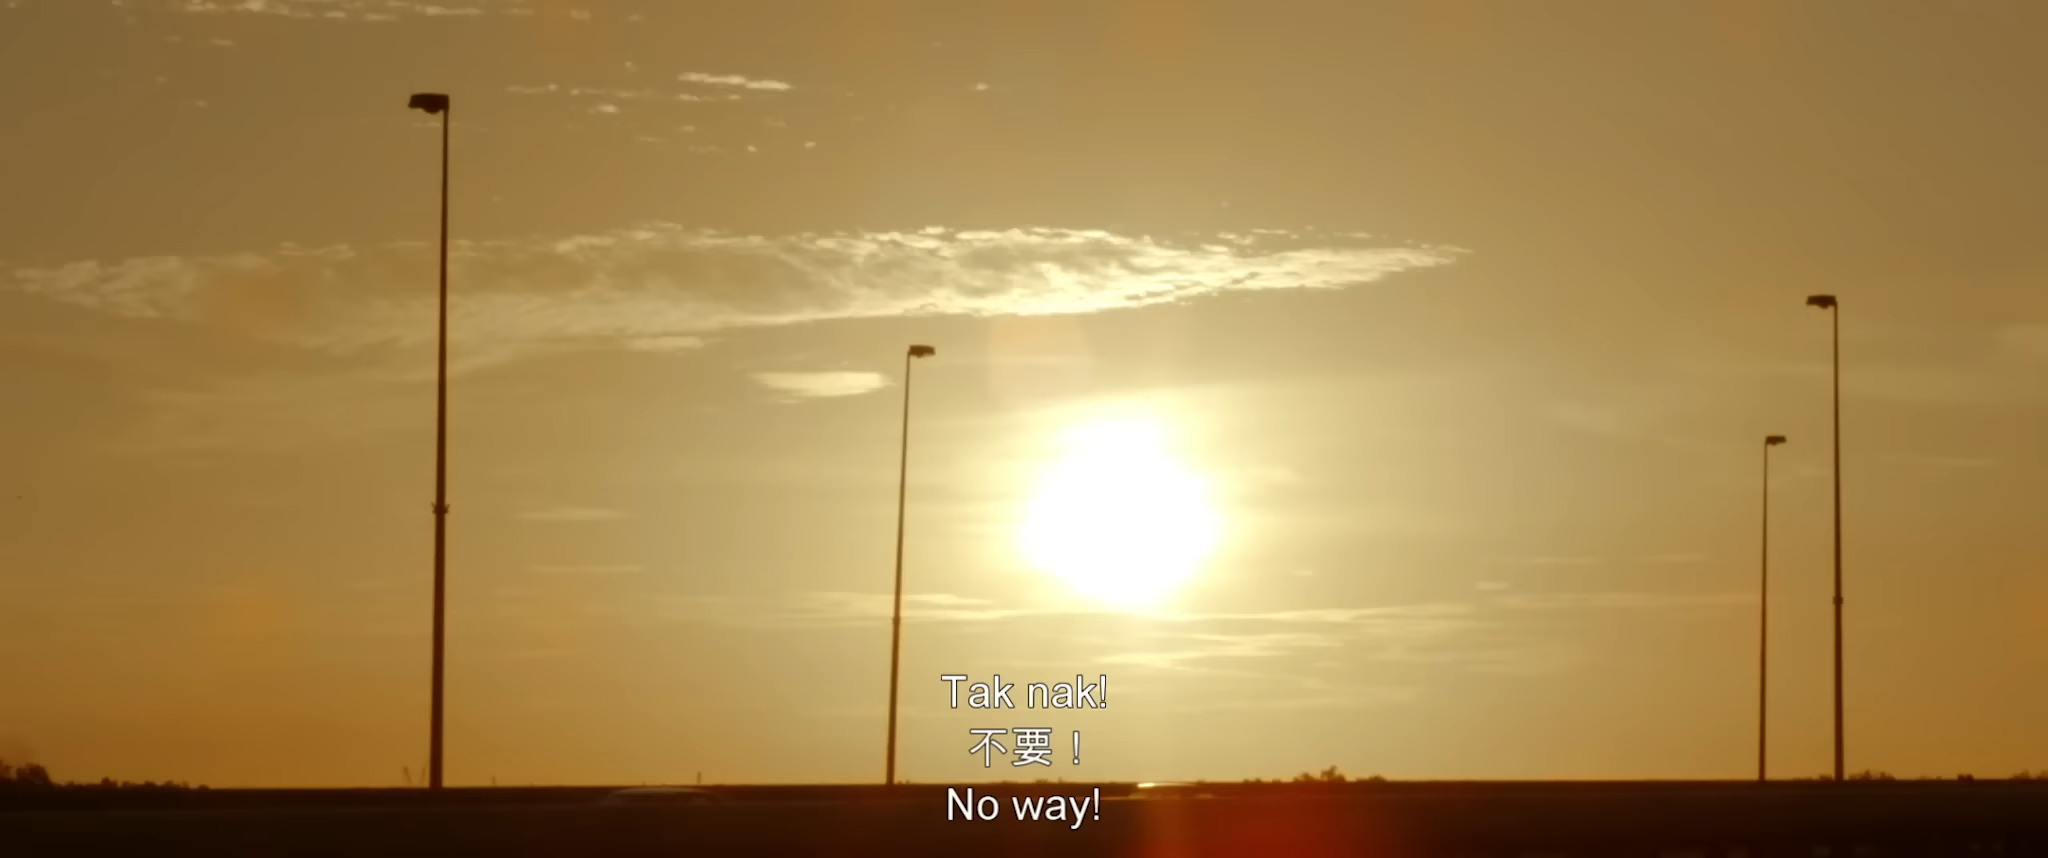 Tak nak!
不要！
No way!